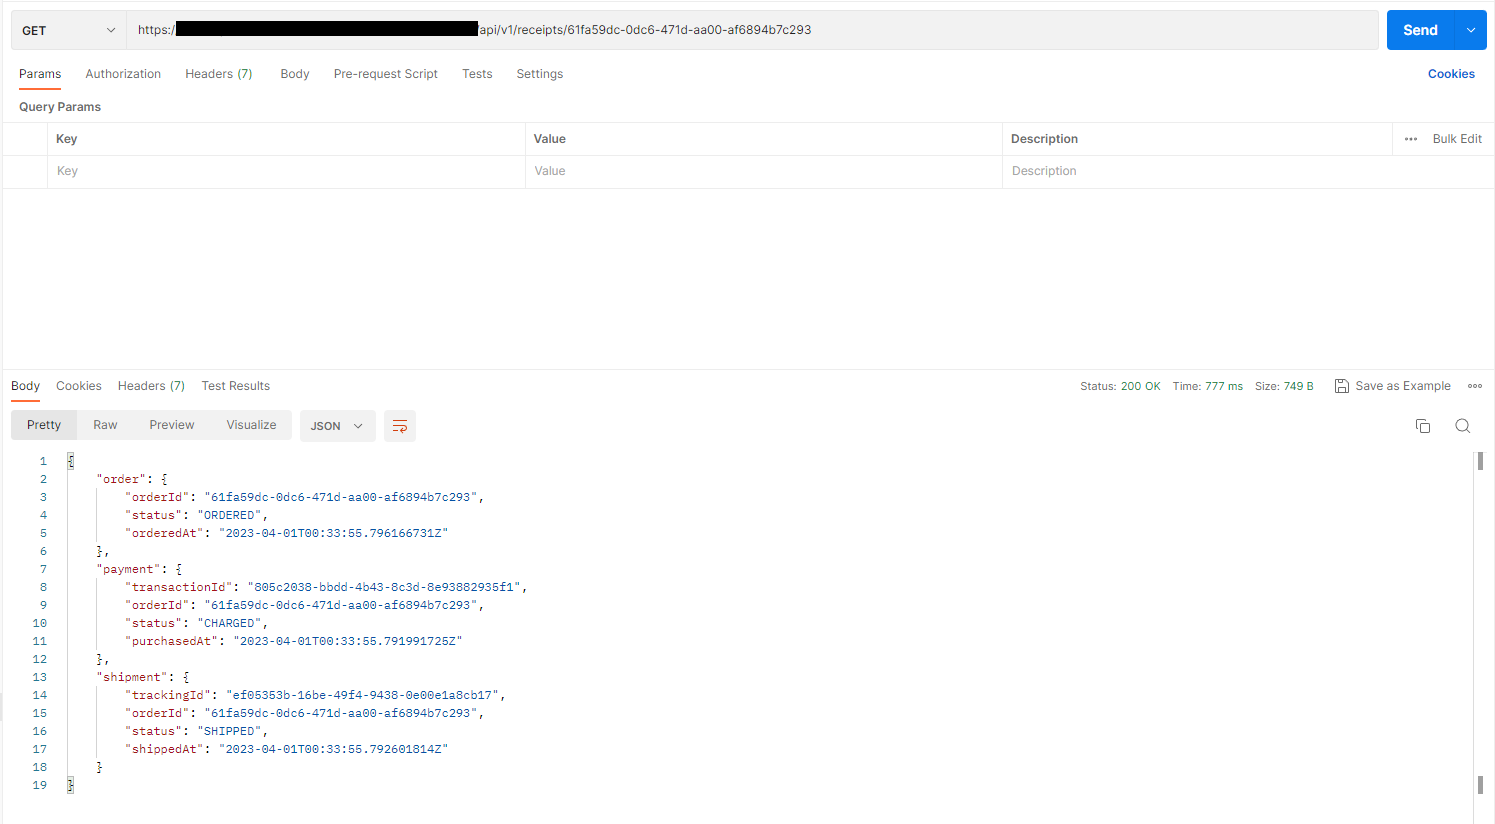 GET https:/ /api/v1/receipts/61fa59dc-0dc6-471d-aa00-af6894b7c293 Send
Params Authorization Headers (7) Body Pre-request Script Tests Settings Cookies
Query Params
Key Value Description ••• Bulk Edit
Key Value Description
Body Cookies Headers (7) Test Results Status: 200 OK Time: 777 ms Size: 749 B Save as Example
Pretty Raw Preview Visualize JSON
1 {
2 "order": {
3 "orderId": "61fa59dc-0dc6-471d-aa00-af6894b7c293",
4 "status": "ORDERED",
5 "orderedAt": "2023-04-01T00:33:55.796166731Z"
6 },
7 "payment": {
8 "transactionId": "805c2038-bbdd-4b43-8c3d-8e93882935f1",
9 "orderId": "61fa59dc-0dc6-471d-aa00-af6894b7c293",
10 "status": "CHARGED",
11 "purchasedAt": "2023-04-01T00:33:55.791991725Z"
12 },
13 "shipment": {
14 "trackingId": "ef05353b-16be-49f4-9438-0e00e1a8cb17",
15 "orderId": "61fa59dc-0dc6-471d-aa00-af6894b7c293",
16 "status": "SHIPPED",
17 "shippedAt": "2023-04-01T00:33:55.792601814Z"
18 }
19 }